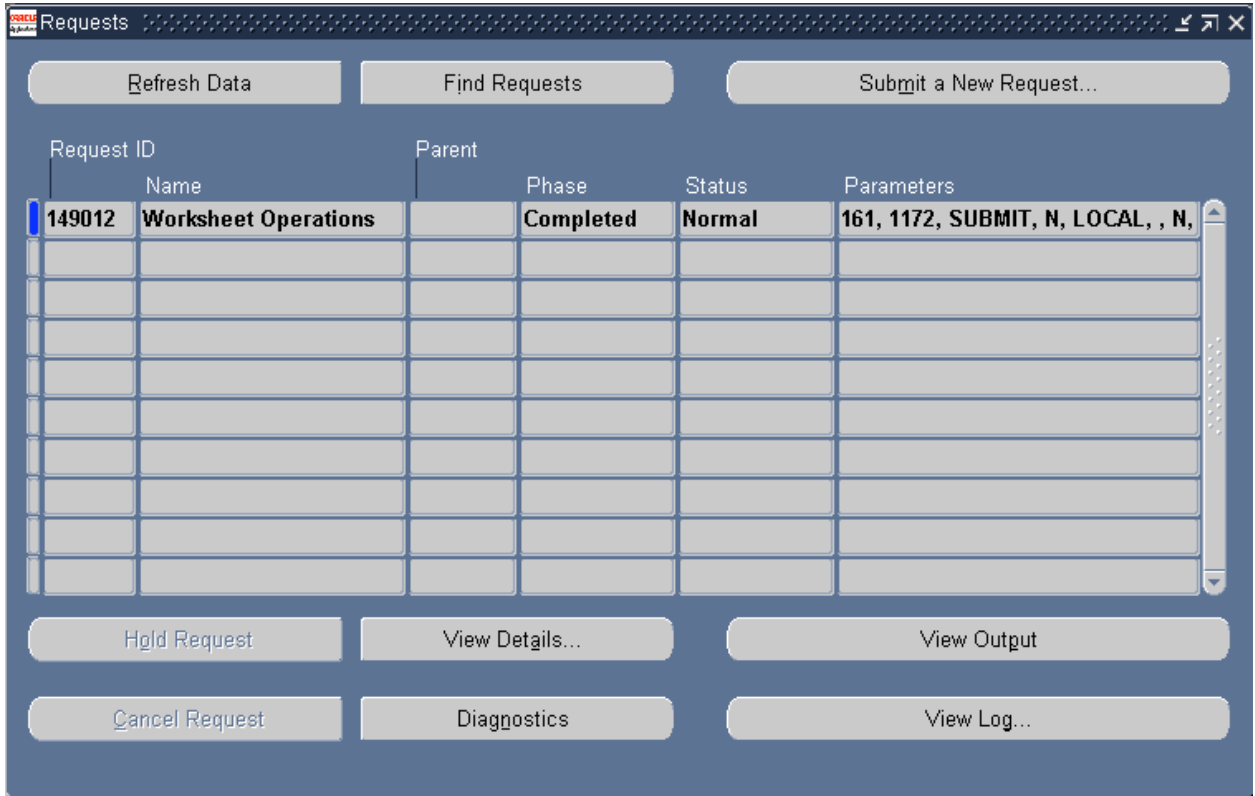 ORACLE
Requests
Refresh Data Find Requests Submit a New Request...
Request ID Parent
Name Phase Status Parameters
149012 Worksheet Operations Completed Normal 161, 1172, SUBMIT, N, LOCAL, , N,
Hold Request View Details... View Output
Cancel Request Diagnostics View Log...